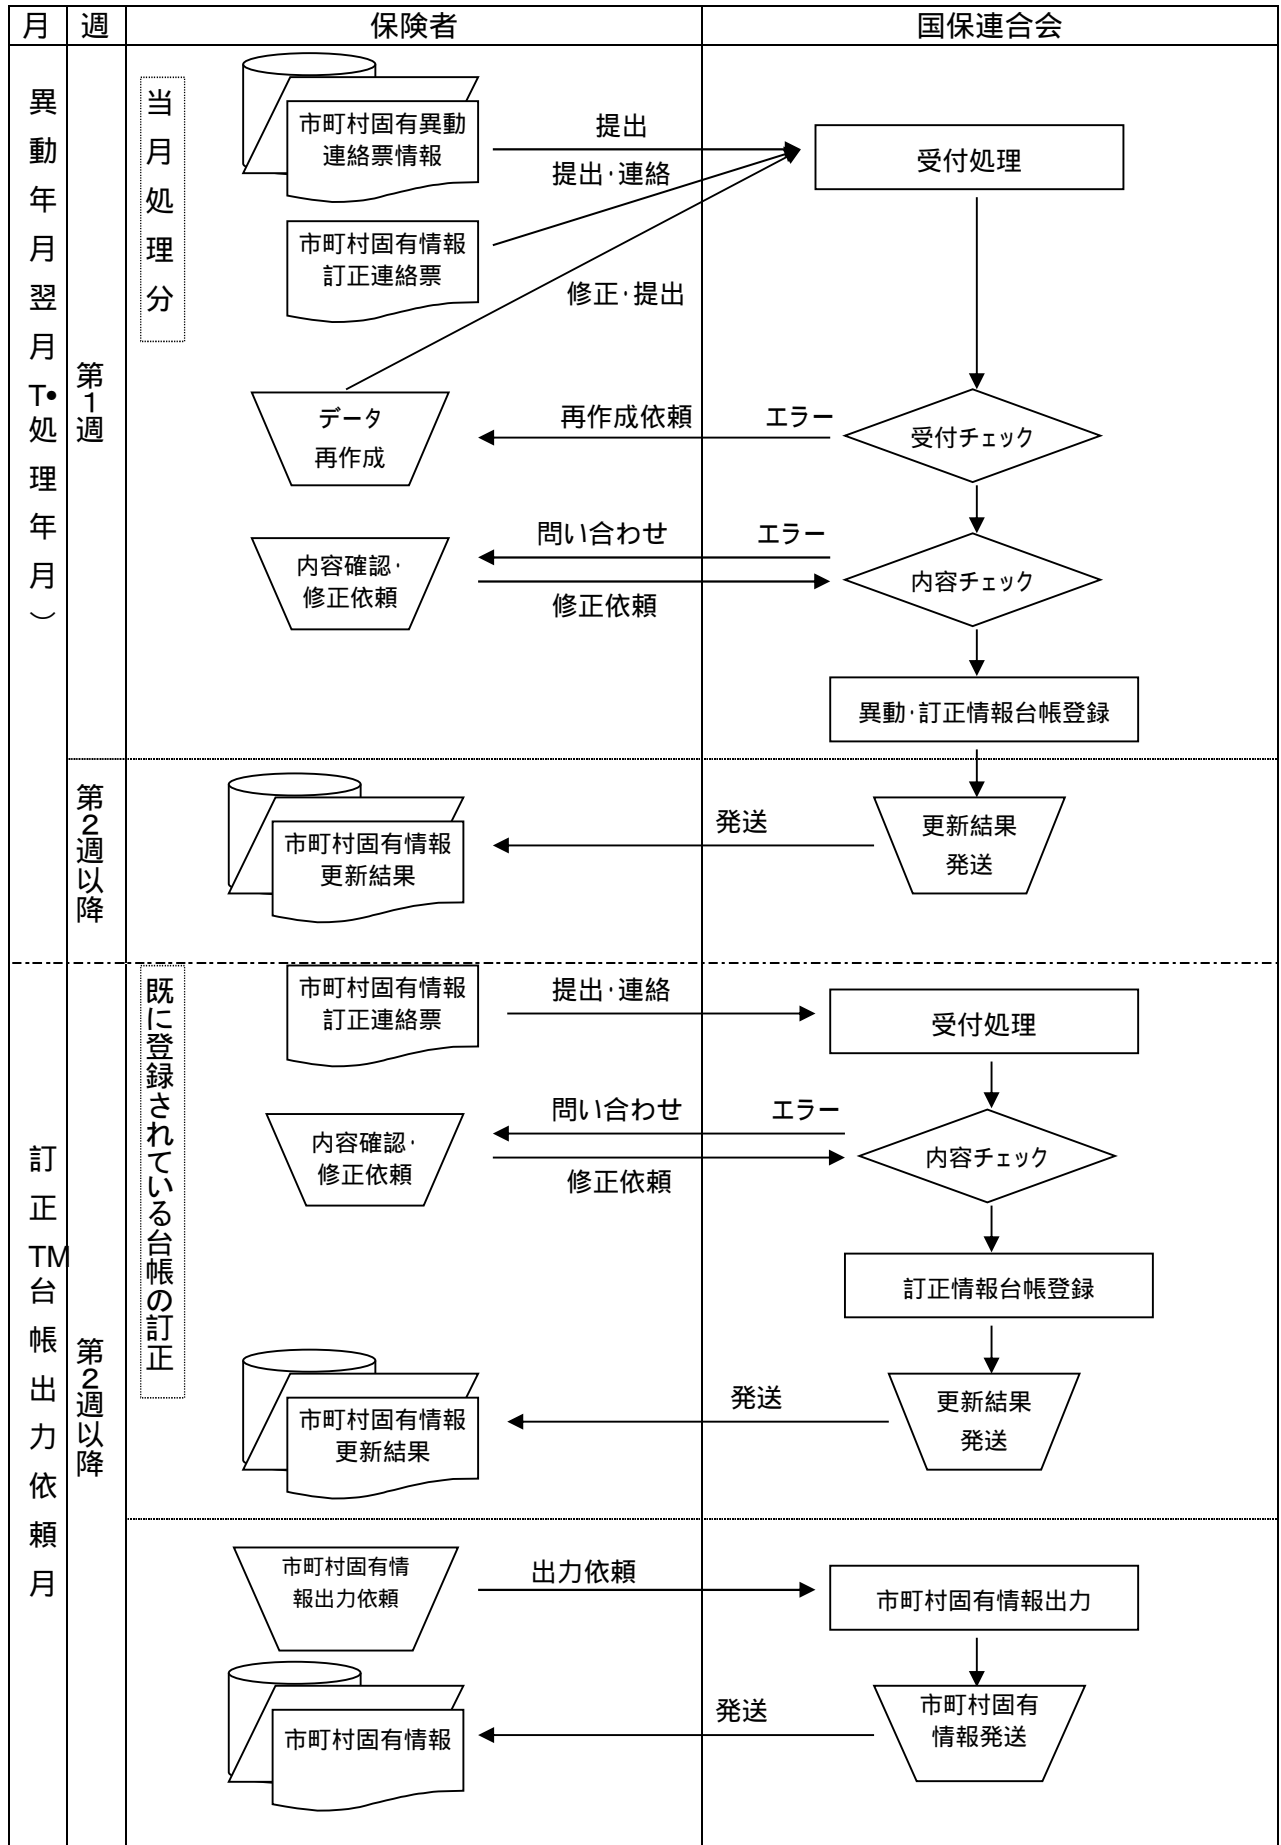 月 週 保険者 国保連合会
異動年月翌月T•処理年月）
第1週
当月処理分
市町村固有異動
連絡票情報
提出
提出・連絡
受付処理
市町村固有情報
訂正連絡票
修正・提出
データ
再作成
再作成依頼
エラー
受付チェック
内容確認・
修正依頼
問い合わせ
エラー
修正依頼
内容チェック
異動・訂正情報台帳登録
第2週以降
市町村固有情報
更新結果
発送
更新結果
発送
訂正TM台帳出力依頼月
第2週以降
既に登録されている台帳の訂正
市町村固有情報
訂正連絡票
提出・連絡
受付処理
内容確認・
修正依頼
問い合わせ
エラー
修正依頼
内容チェック
訂正情報台帳登録
市町村固有情報
更新結果
発送
更新結果
発送
市町村固有情
報出力依頼
出力依頼
市町村固有情報出力
市町村固有情報
発送
市町村固有
情報発送